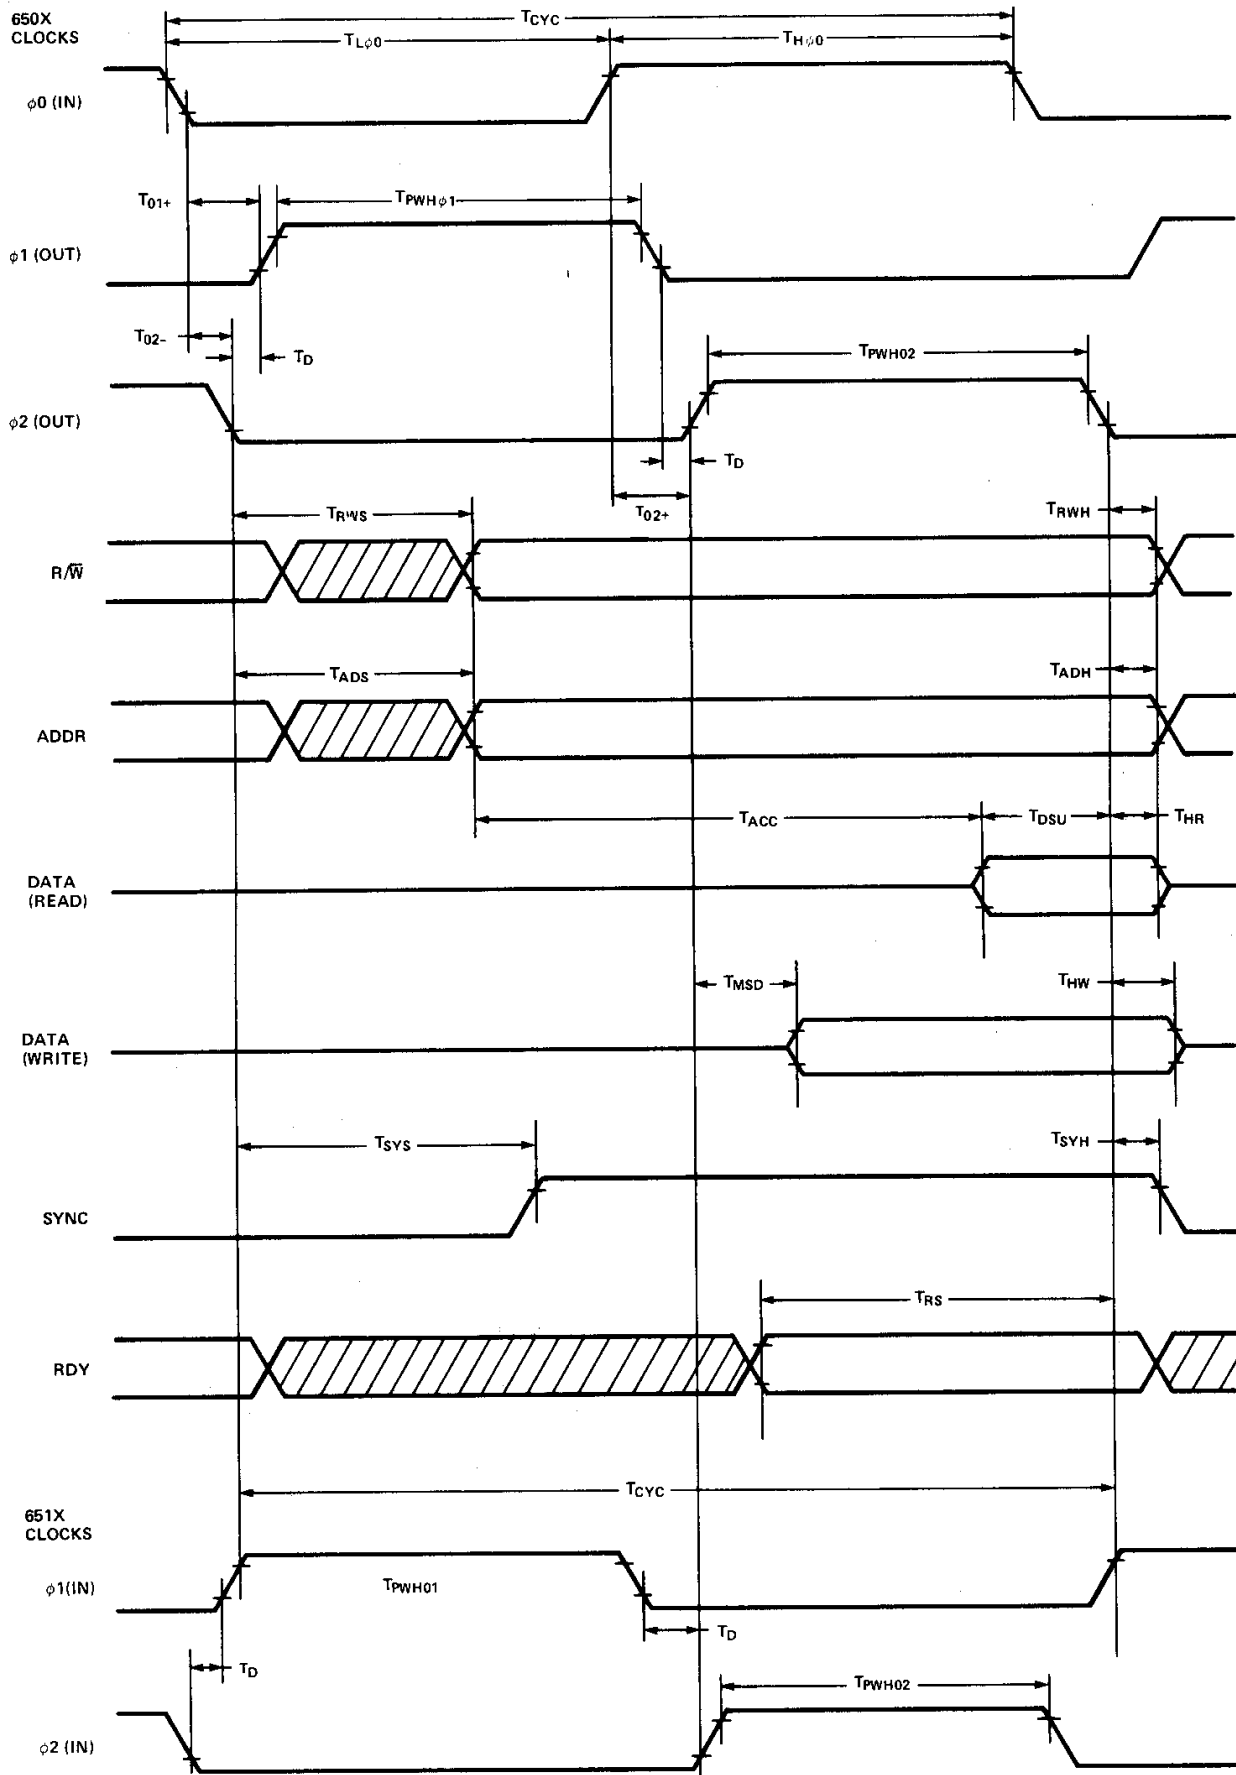 650X
CLOCKS
TCYC
TLφ0
THφ0
φ0 (IN)
T01+
TPWHφ1
φ1 (OUT)
T02-
TD
TPWH02
φ2 (OUT)
TD
T02+
TRWS
TRWH
R/W̅
TADS
TADH
ADDR
TACC
TDSU
THR
DATA
(READ)
TMSD
THW
DATA
(WRITE)
TSYS
TSYH
SYNC
TRS
RDY
TCYC
651X
CLOCKS
φ1(IN)
TPWH01
TD
TD
TPWH02
φ2 (IN)